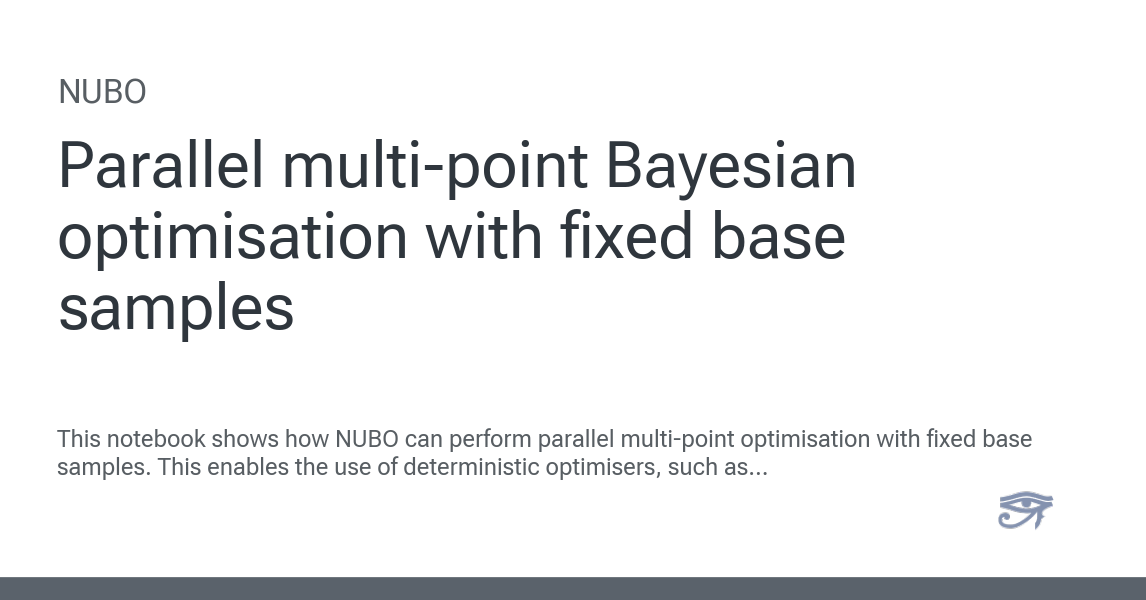 NUBO
Parallel multi-point Bayesian
optimisation with fixed base
samples
This notebook shows how NUBO can perform parallel multi-point optimisation with fixed base
samples. This enables the use of deterministic optimisers, such as...